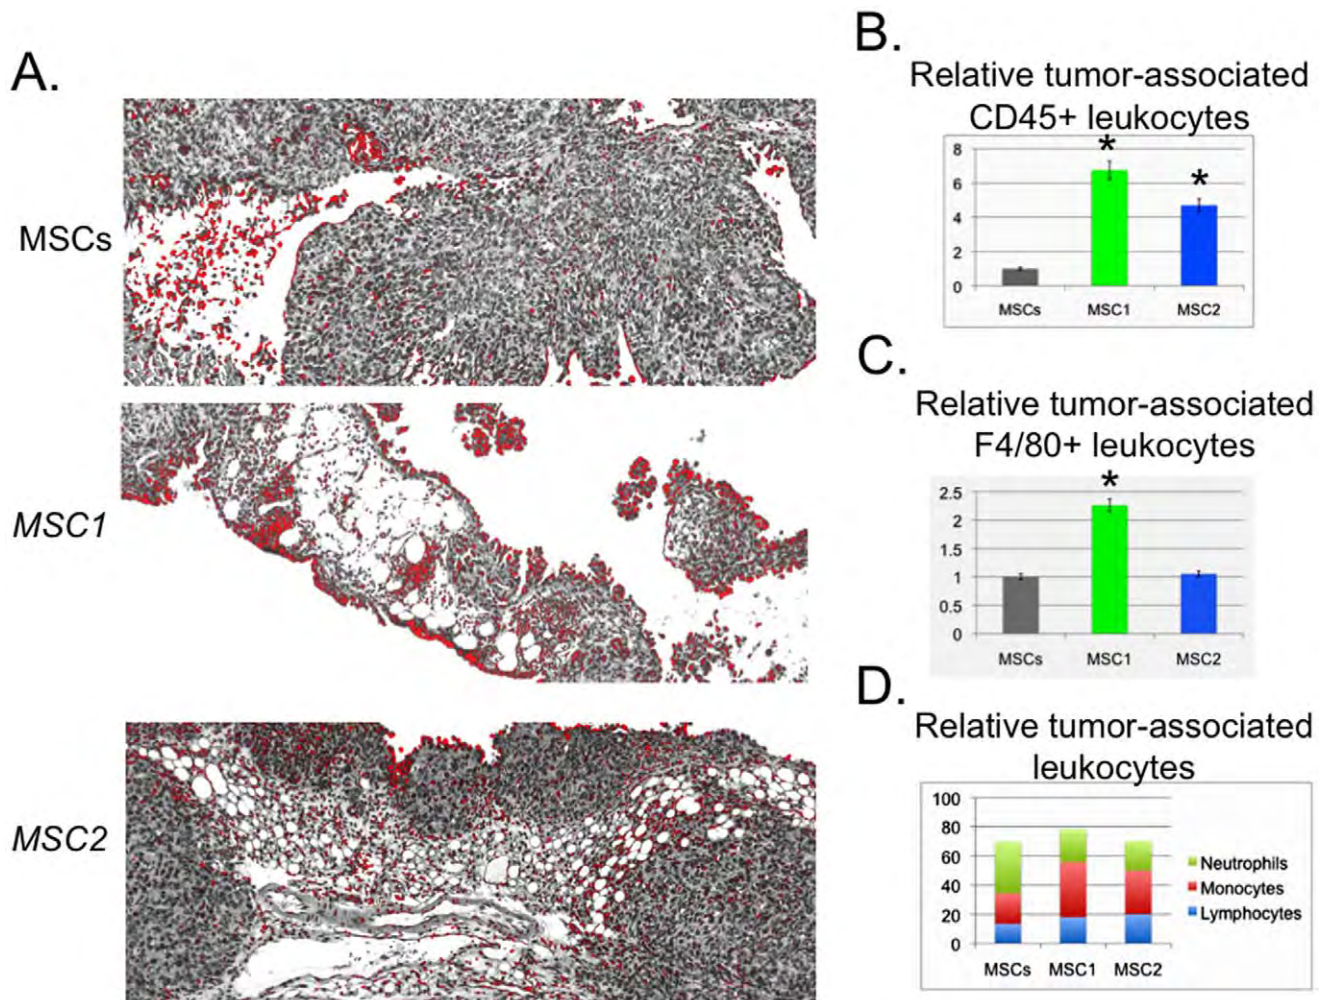 A.
MSCs
MSC1
MSC2
B.
Relative tumor-associated
CD45+ leukocytes
8
6
4
2
0
*
*
MSCs MSC1 MSC2
C.
Relative tumor-associated
F4/80+ leukocytes
2.5
2
1.5
1
0.5
0
*
MSCs MSC1 MSC2
D.
Relative tumor-associated
leukocytes
100
80
60
40
20
0
MSCs MSC1 MSC2
Neutrophils
Monocytes
Lymphocytes